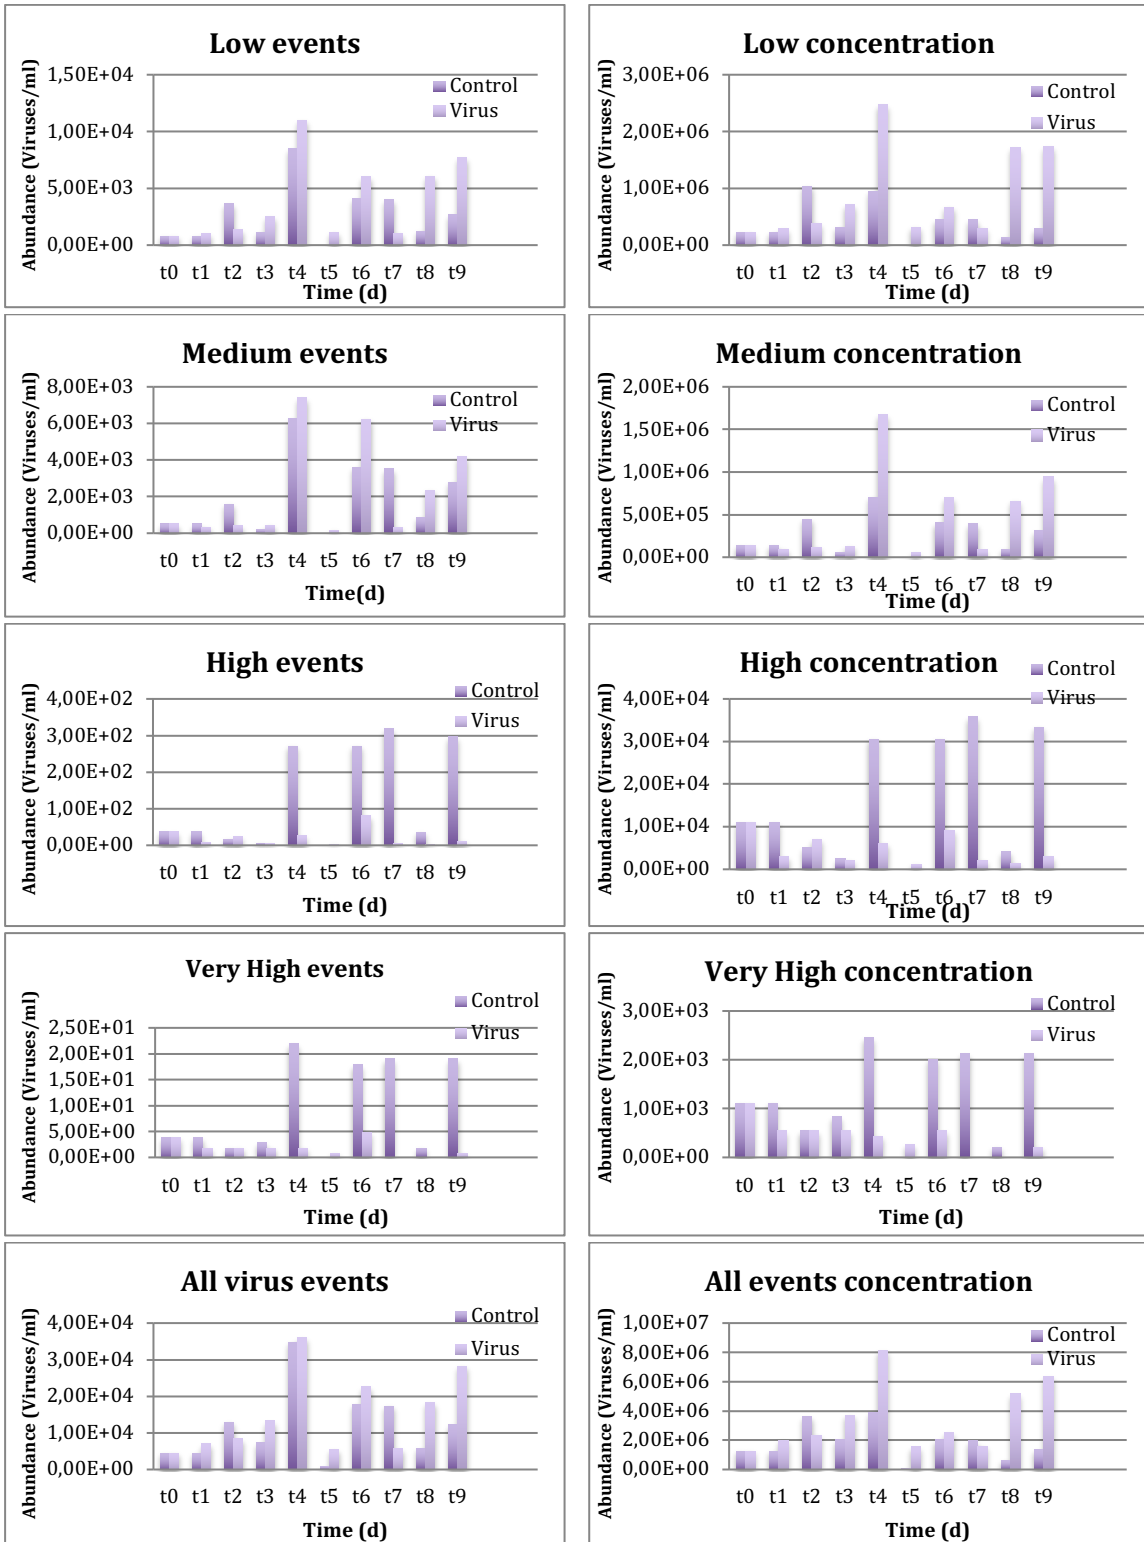 Low events
Abundance (Viruses/ml)
1,50E+04
1,00E+04
5,00E+03
0,00E+00
Control
Virus
t0 t1 t2 t3 t4 t5 t6 t7 t8 t9
Time (d)
Low concentration
Abundance (Viruses/ml)
3,00E+06
2,00E+06
1,00E+06
0,00E+00
Control
Virus
t0 t1 t2 t3 t4 t5 t6 t7 t8 t9
Time (d)
Medium events
Abundance (Viruses/ml)
8,00E+03
6,00E+03
4,00E+03
2,00E+03
0,00E+00
Control
Virus
t0 t1 t2 t3 t4 t5 t6 t7 t8 t9
Time(d)
Medium concentration
Abundance (Viruses/ml)
2,00E+06
1,50E+06
1,00E+06
5,00E+05
0,00E+00
Control
Virus
t0 t1 t2 t3 t4 t5 t6 t7 t8 t9
Time (d)
High events
Abundance (Viruses/ml)
4,00E+02
3,00E+02
2,00E+02
1,00E+02
0,00E+00
Control
Virus
t0 t1 t2 t3 t4 t5 t6 t7 t8 t9
Time (d)
High concentration
Abundance (Viruses/ml)
4,00E+04
3,00E+04
2,00E+04
1,00E+04
0,00E+00
Control
Virus
t0 t1 t2 t3 t4 t5 t6 t7 t8 t9
Time (d)
Very High events
Abundance (Viruses/ml)
2,50E+01
2,00E+01
1,50E+01
1,00E+01
5,00E+00
0,00E+00
Control
Virus
t0 t1 t2 t3 t4 t5 t6 t7 t8 t9
Time (d)
Very High concentration
Abundance (Viruses/ml)
3,00E+03
2,00E+03
1,00E+03
0,00E+00
Control
Virus
t0 t1 t2 t3 t4 t5 t6 t7 t8 t9
Time (d)
All virus events
Abundance (Viruses/ml)
4,00E+04
3,00E+04
2,00E+04
1,00E+04
0,00E+00
Control
Virus
t0 t1 t2 t3 t4 t5 t6 t7 t8 t9
Time (d)
All events concentration
Abundance (Viruses/ml)
1,00E+07
8,00E+06
6,00E+06
4,00E+06
2,00E+06
0,00E+00
Control
Virus
t0 t1 t2 t3 t4 t5 t6 t7 t8 t9
Time (d)